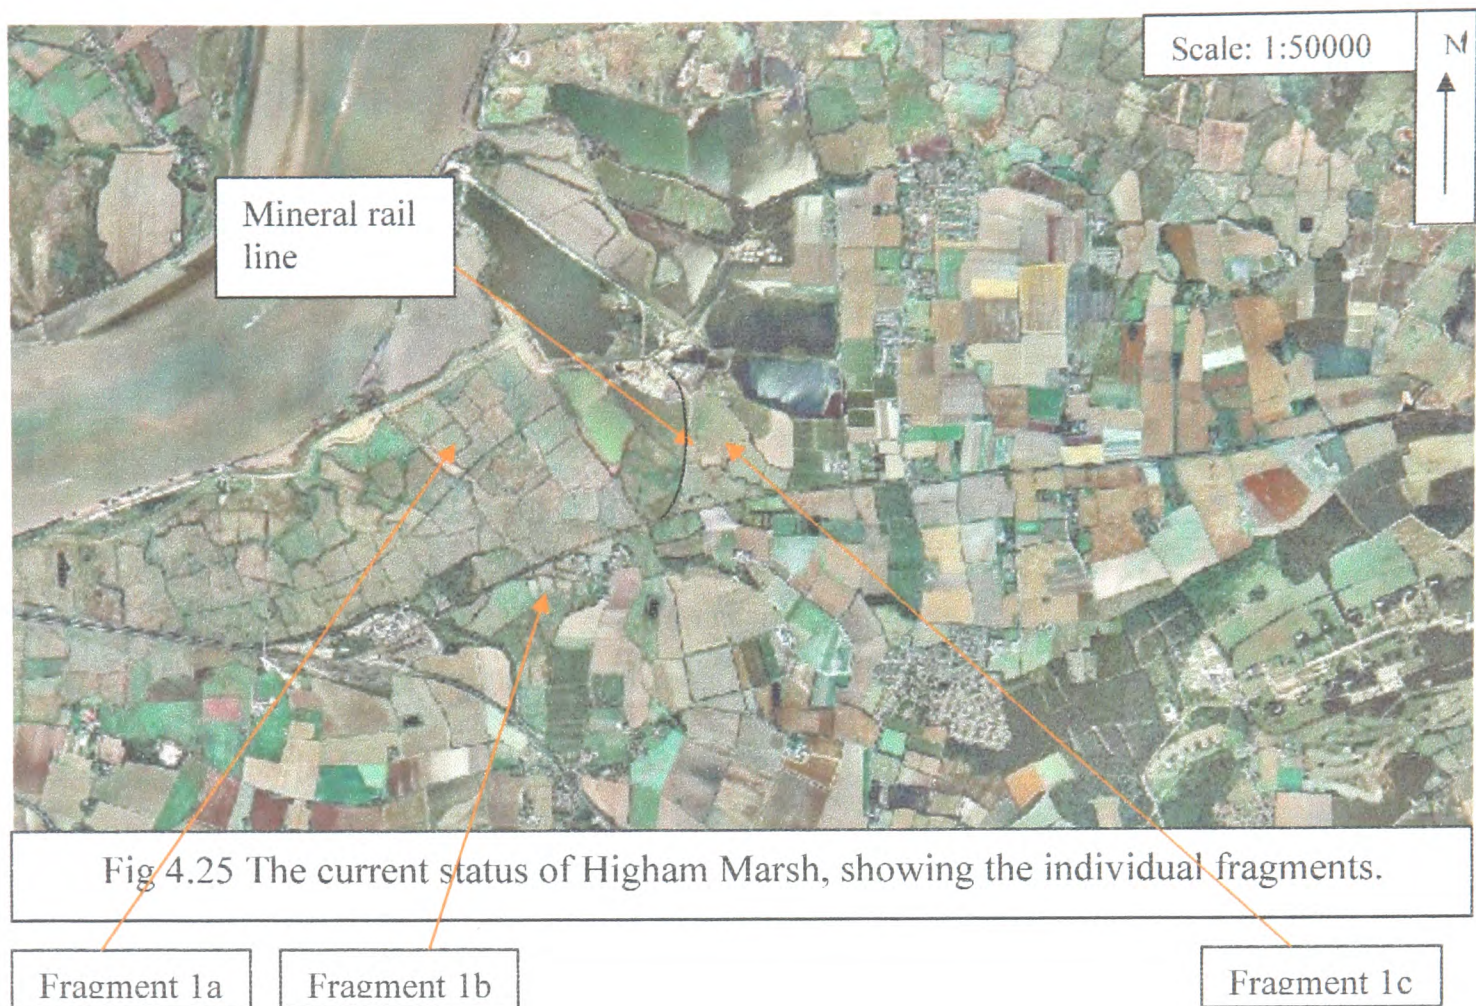 Scale: 1:50000
N
Mineral rail
line
Fig 4.25 The current status of Higham Marsh, showing the individual fragments.
Fragment 1a
Fragment 1b
Fragment 1c